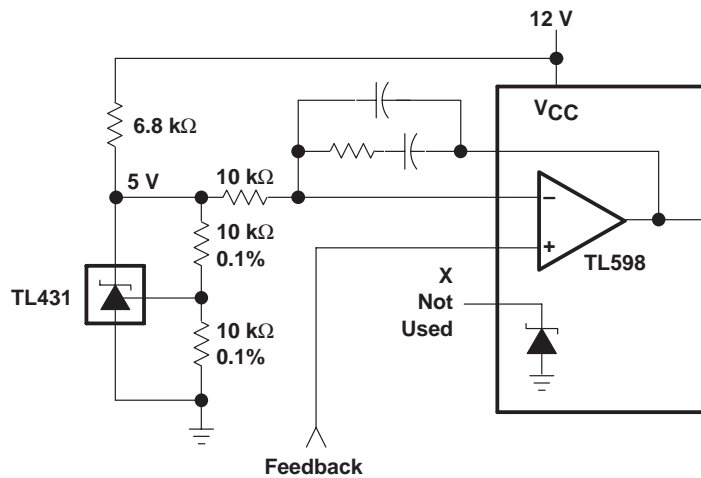 12 V
VCC
6.8 kΩ
5 V
10 kΩ
10 kΩ
0.1%
TL431
10 kΩ
0.1%
−
+
TL598
X
Not
Used
Feedback